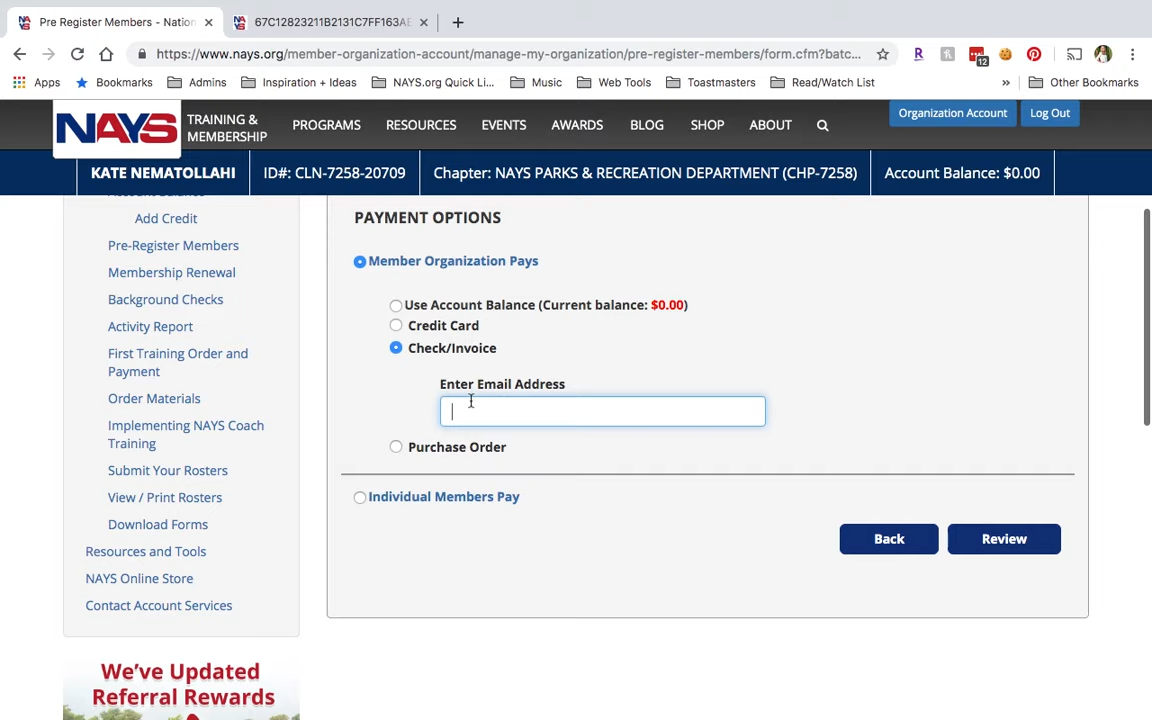 Pre Register Members - Nation
67C12823211B2131C7FF163AE
https://www.nays.org/member-organization-account/manage-my-organization/pre-register-members/form.cfm?batc...
12
Apps
Bookmarks
Admins
Inspiration + Ideas
NAYS.org Quick Li...
Music
Web Tools
Toastmasters
Read/Watch List
»
Other Bookmarks
NAYS
TRAINING &
MEMBERSHIP
PROGRAMS
RESOURCES
EVENTS
AWARDS
BLOG
SHOP
ABOUT
Organization Account
Log Out
KATE NEMATOLLAHI
ID#: CLN-7258-20709
Chapter: NAYS PARKS & RECREATION DEPARTMENT (CHP-7258)
Account Balance: $0.00
Account Balance
Add Credit
Pre-Register Members
Membership Renewal
Background Checks
Activity Report
First Training Order and
Payment
Order Materials
Implementing NAYS Coach
Training
Submit Your Rosters
View / Print Rosters
Download Forms
Resources and Tools
NAYS Online Store
Contact Account Services
We've Updated
Referral Rewards
PAYMENT OPTIONS
Member Organization Pays
Use Account Balance (Current balance: $0.00)
Credit Card
Check/Invoice
Enter Email Address
Purchase Order
Individual Members Pay
Back
Review